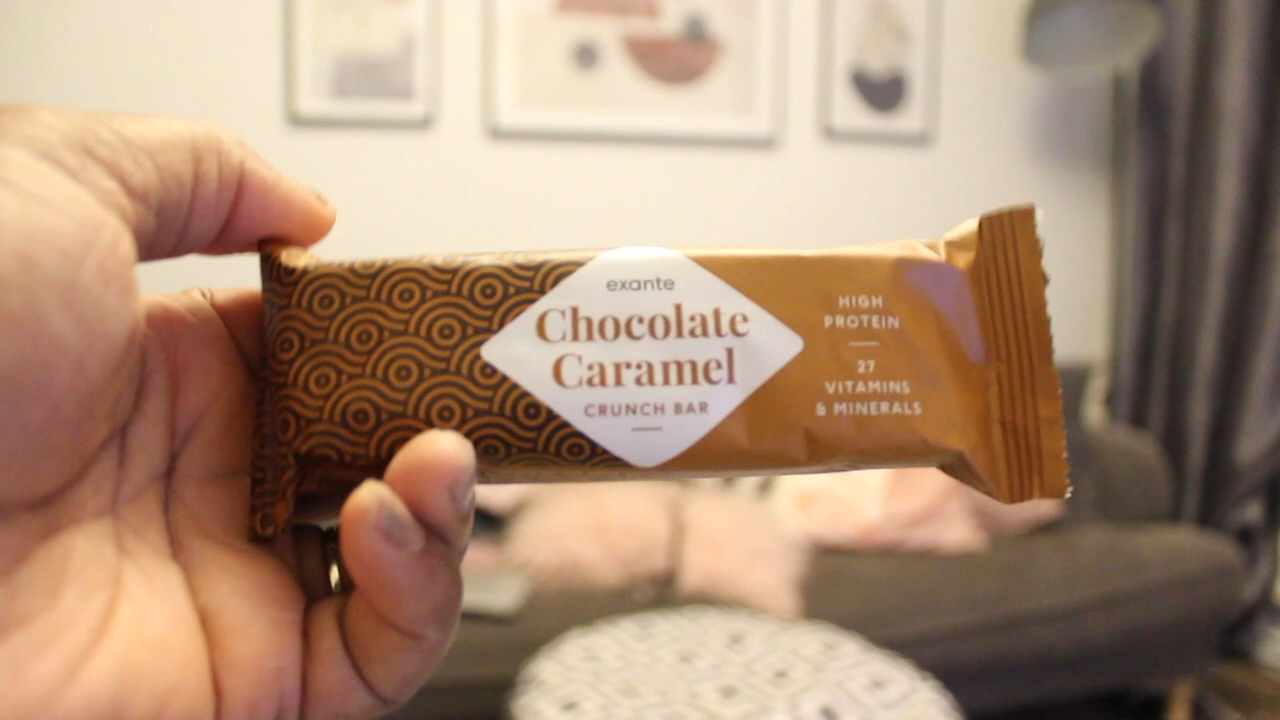 exante
Chocolate
Caramel
CRUNCH BAR
HIGH
PROTEIN
27
VITAMINS
& MINERALS